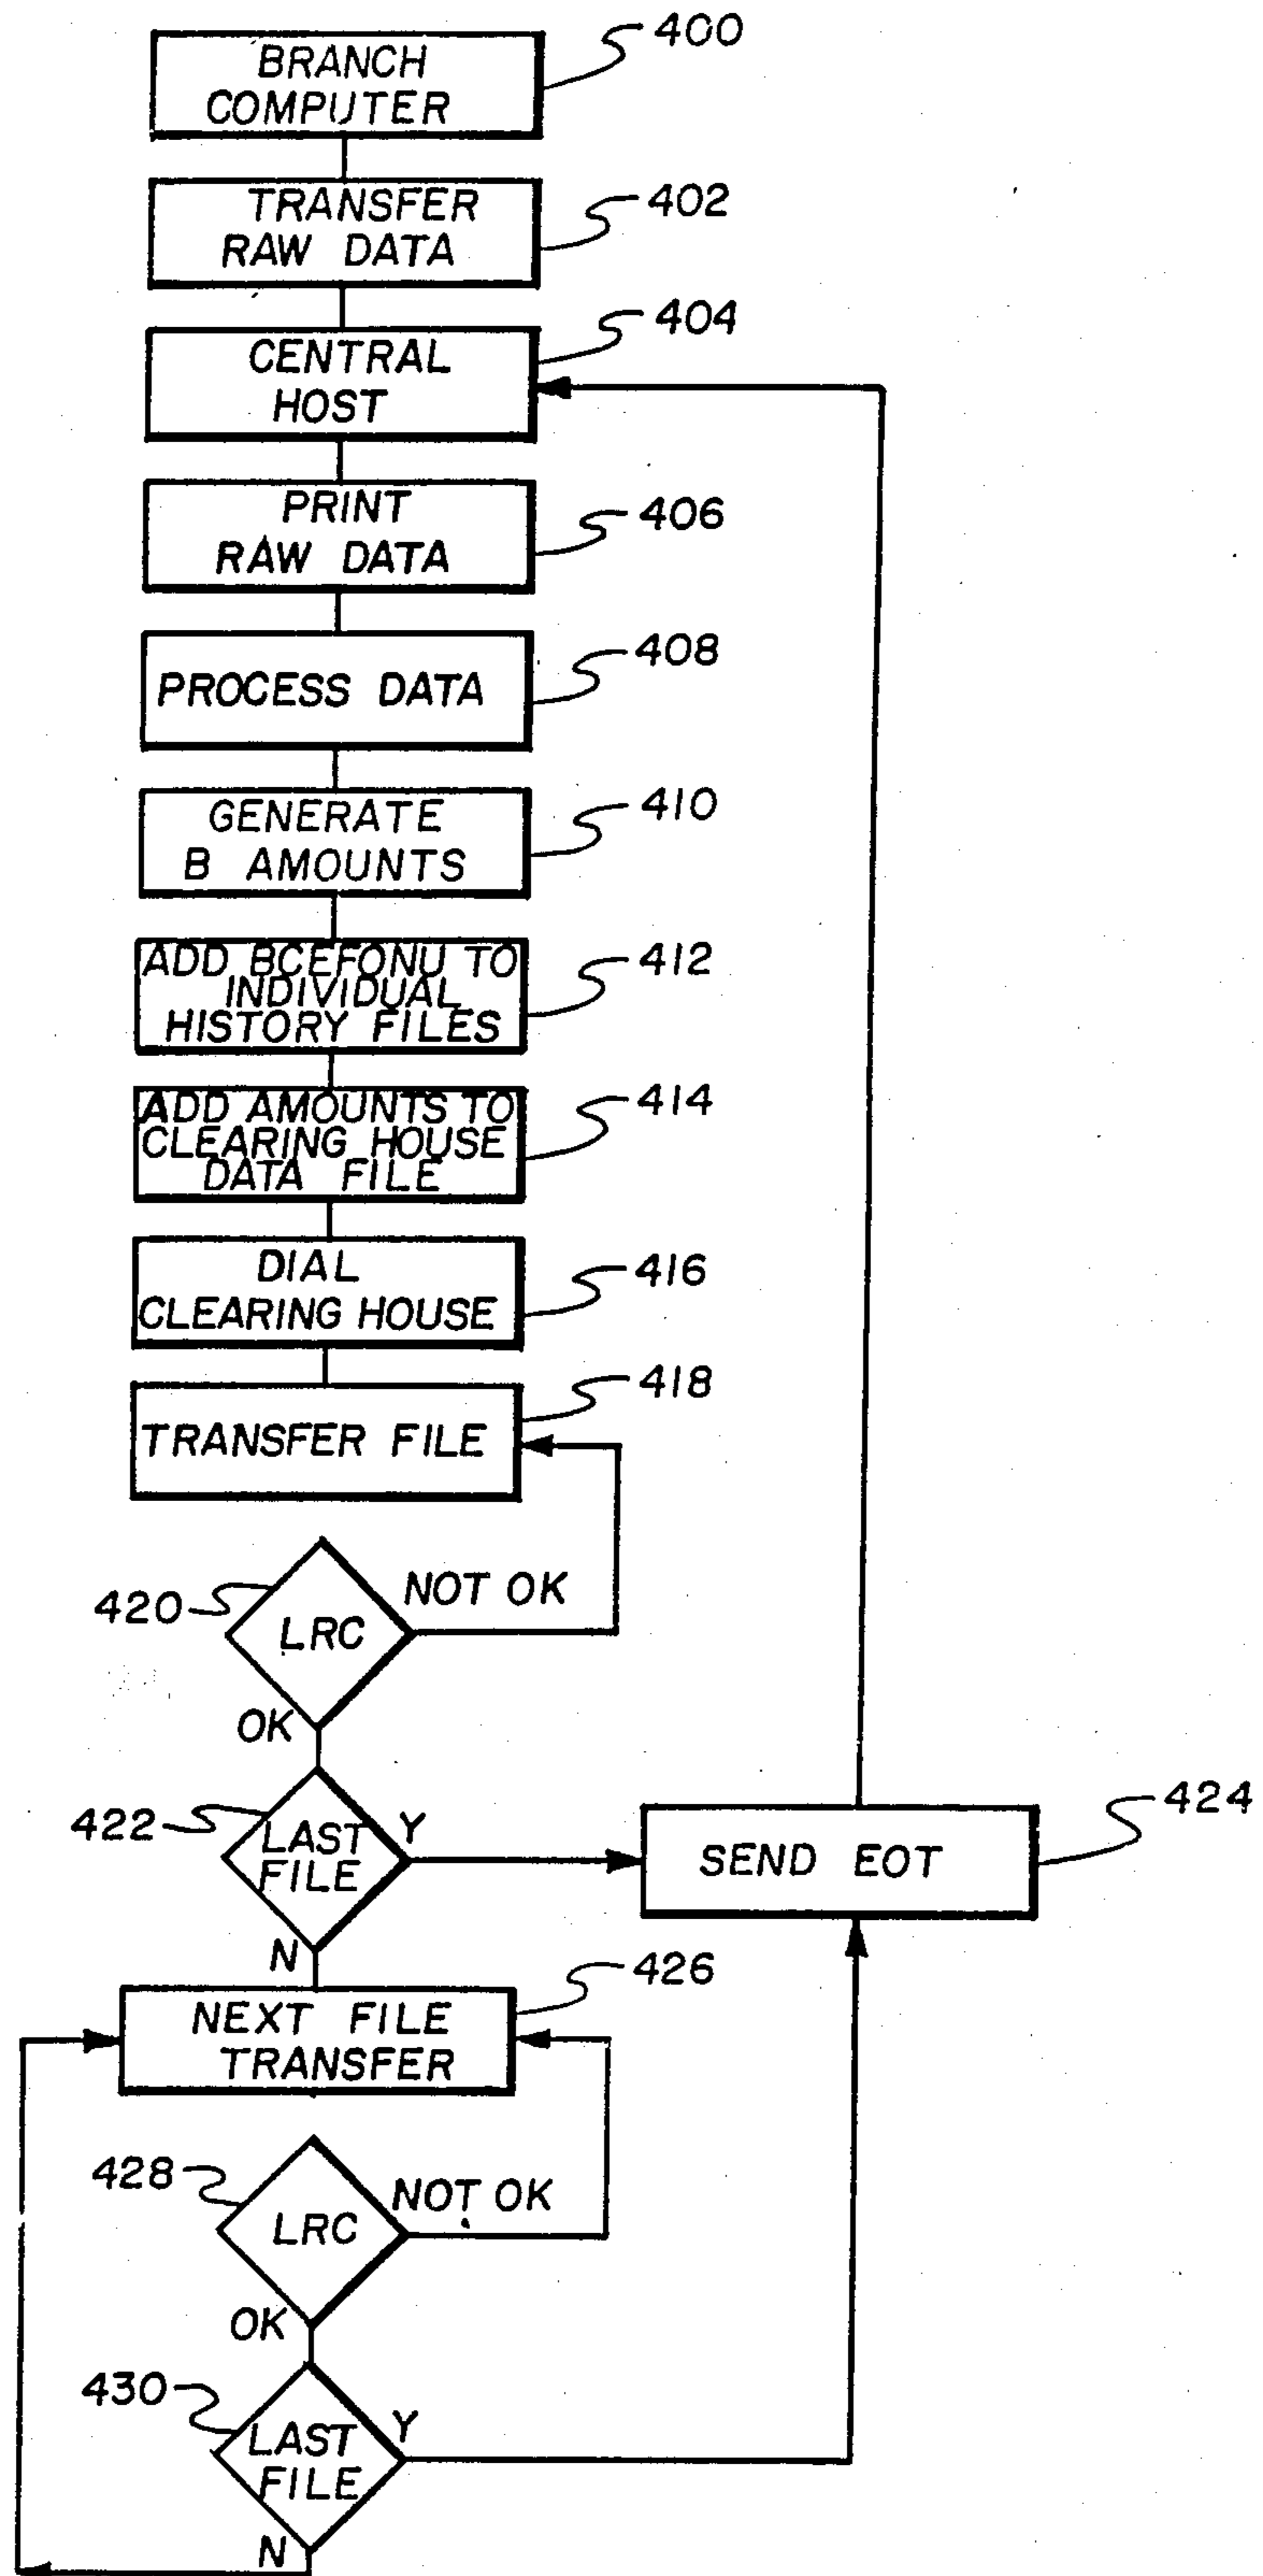 BRANCH
COMPUTER
400
TRANSFER
RAW DATA
402
CENTRAL
HOST
404
PRINT
RAW DATA
406
PROCESS DATA
408
GENERATE
B AMOUNTS
410
ADD BCEFONU TO
INDIVIDUAL
HISTORY FILES
412
ADD AMOUNTS TO
CLEARING HOUSE
DATA FILE
414
DIAL
CLEARING HOUSE
416
TRANSFER FILE
418
420
LRC
NOT OK
OK
422
LAST
FILE
Y
SEND EOT
424
N
NEXT FILE
TRANSFER
426
428
LRC
NOT OK
OK
430
LAST
FILE
Y
N